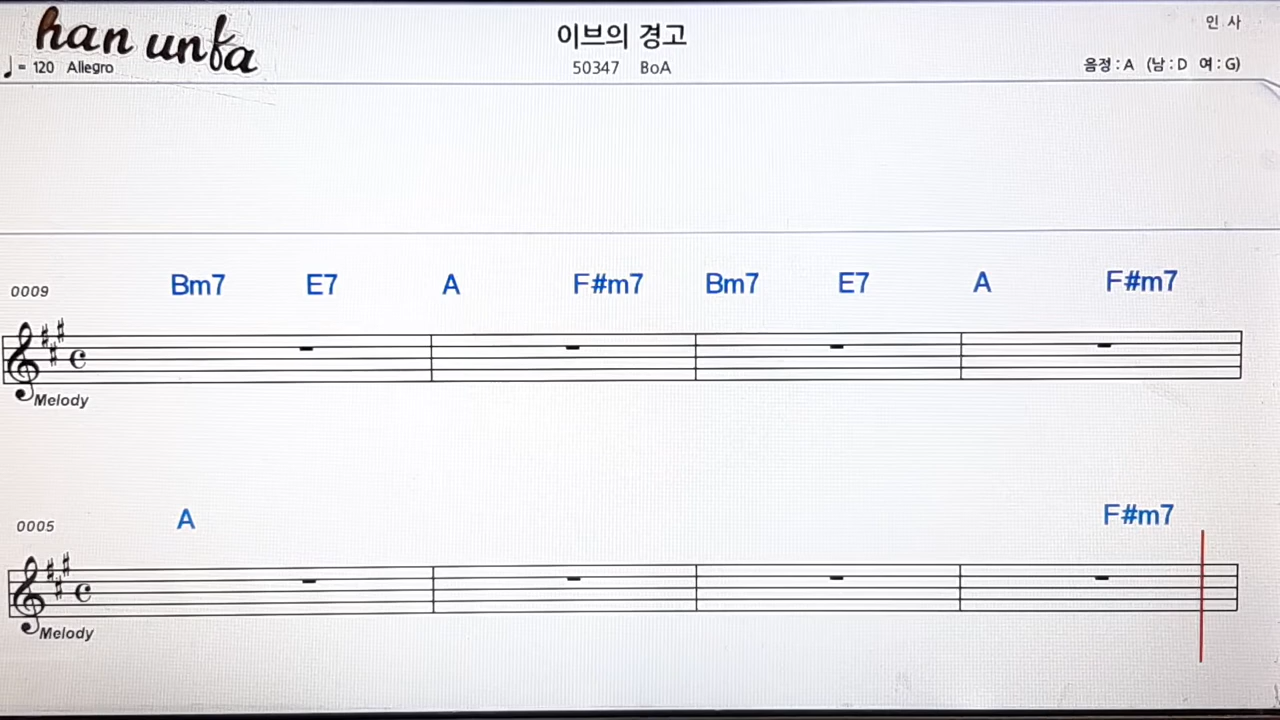 han unfa
이브의 경고
인 사
♩= 120 Allegro
50347 BoA
음정 : A (남 : D 여 : G)
0009
Bm7 E7 A F#m7 Bm7 E7 A F#m7
Melody
0005
A F#m7
Melody